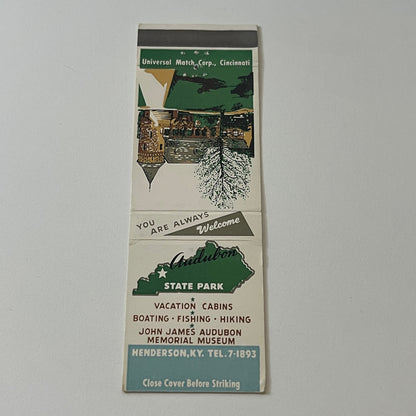 Universal Match Corp., Cincinnati
YOU ARE ALWAYS
Welcome
Audubon
STATE PARK
VACATION CABINS
BOATING · FISHING · HIKING
JOHN JAMES AUDUBON
MEMORIAL MUSEUM
HENDERSON, KY. TEL. 7-1893
Close Cover Before Striking